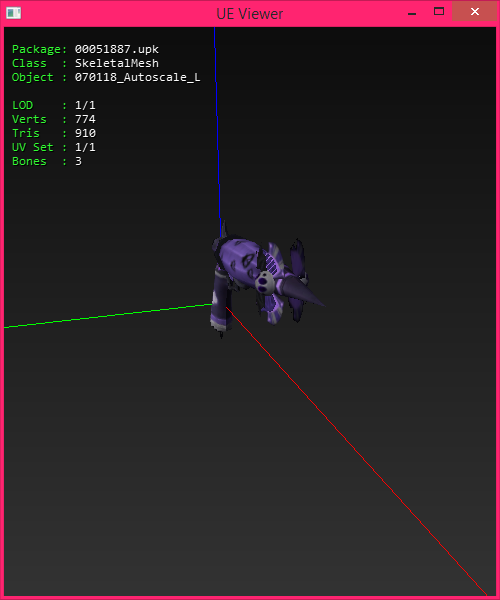 UE Viewer
Package: 00051887.upk
Class : SkeletalMesh
Object : 070118_Autoscale_L
LOD : 1/1
Verts : 774
Tris : 910
UV Set : 1/1
Bones : 3